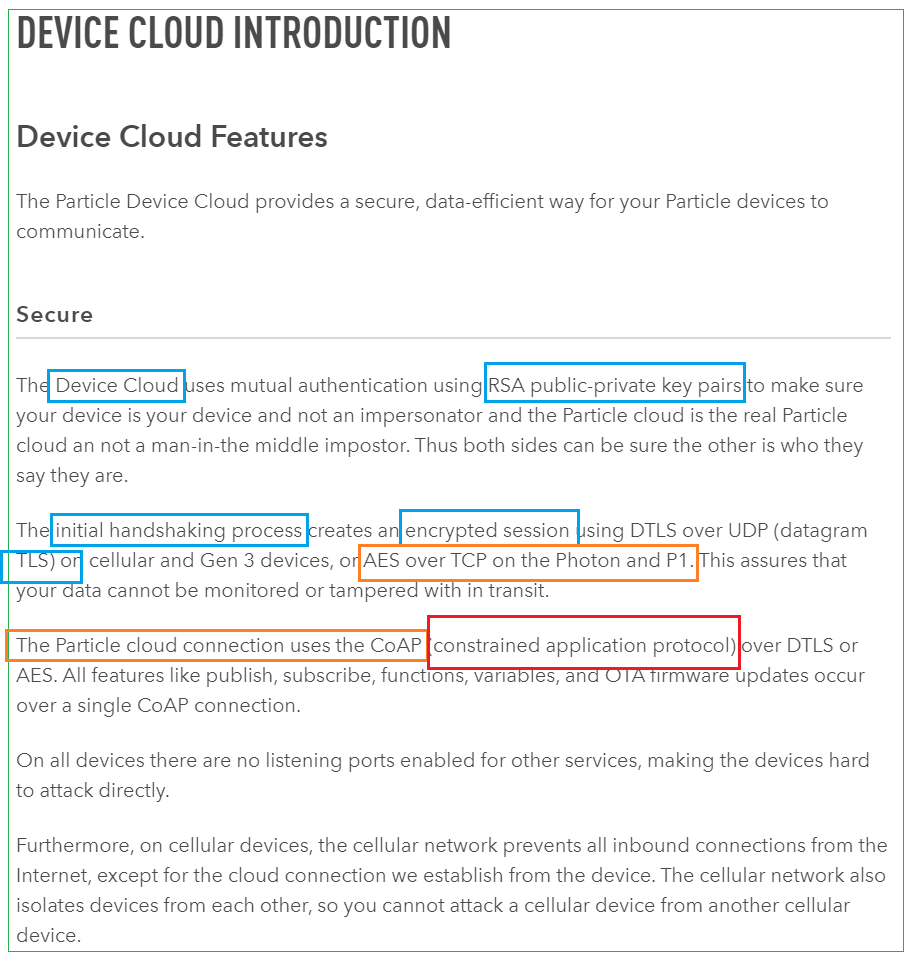 DEVICE CLOUD INTRODUCTION
Device Cloud Features
The Particle Device Cloud provides a secure, data-efficient way for your Particle devices to
communicate.
Secure
The Device Cloud uses mutual authentication using RSA public-private key pairs to make sure
your device is your device and not an impersonator and the Particle cloud is the real Particle
cloud an not a man-in-the middle impostor. Thus both sides can be sure the other is who they
say they are.
The initial handshaking process creates an encrypted session using DTLS over UDP (datagram
TLS) on cellular and Gen 3 devices, or AES over TCP on the Photon and P1. This assures that
your data cannot be monitored or tampered with in transit.
The Particle cloud connection uses the CoAP (constrained application protocol) over DTLS or
AES. All features like publish, subscribe, functions, variables, and OTA firmware updates occur
over a single CoAP connection.
On all devices there are no listening ports enabled for other services, making the devices hard
to attack directly.
Furthermore, on cellular devices, the cellular network prevents all inbound connections from the
Internet, except for the cloud connection we establish from the device. The cellular network also
isolates devices from each other, so you cannot attack a cellular device from another cellular
device.